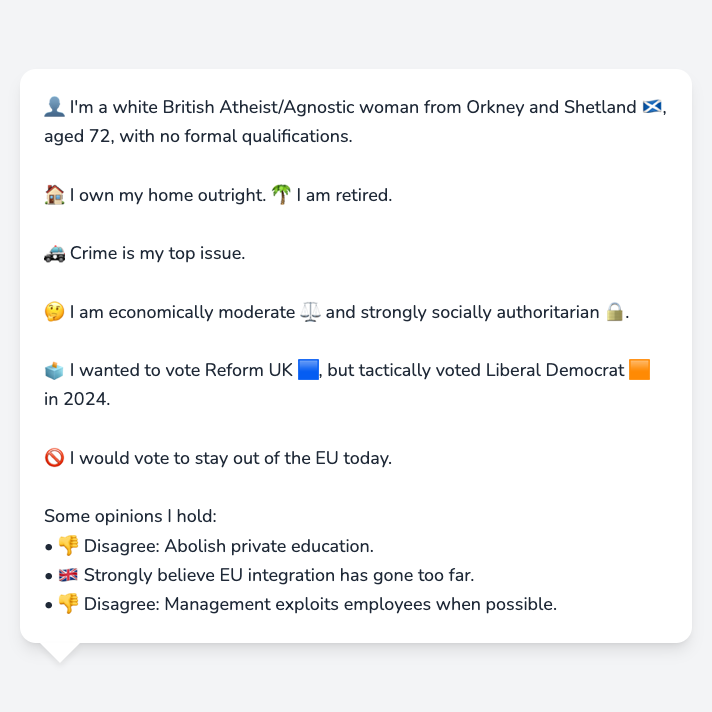 👤 I'm a white British Atheist/Agnostic woman from Orkney and Shetland 🏴󠁧󠁢󠁳󠁣󠁴󠁿,
aged 72, with no formal qualifications.
🏠 I own my home outright. 🌴 I am retired.
🚓 Crime is my top issue.
🤔 I am economically moderate ⚖️ and strongly socially authoritarian 🔒.
🗳️ I wanted to vote Reform UK 🟦, but tactically voted Liberal Democrat 🟧
in 2024.
🚫 I would vote to stay out of the EU today.
Some opinions I hold:
• 👎 Disagree: Abolish private education.
• 🇬🇧 Strongly believe EU integration has gone too far.
• 👎 Disagree: Management exploits employees when possible.